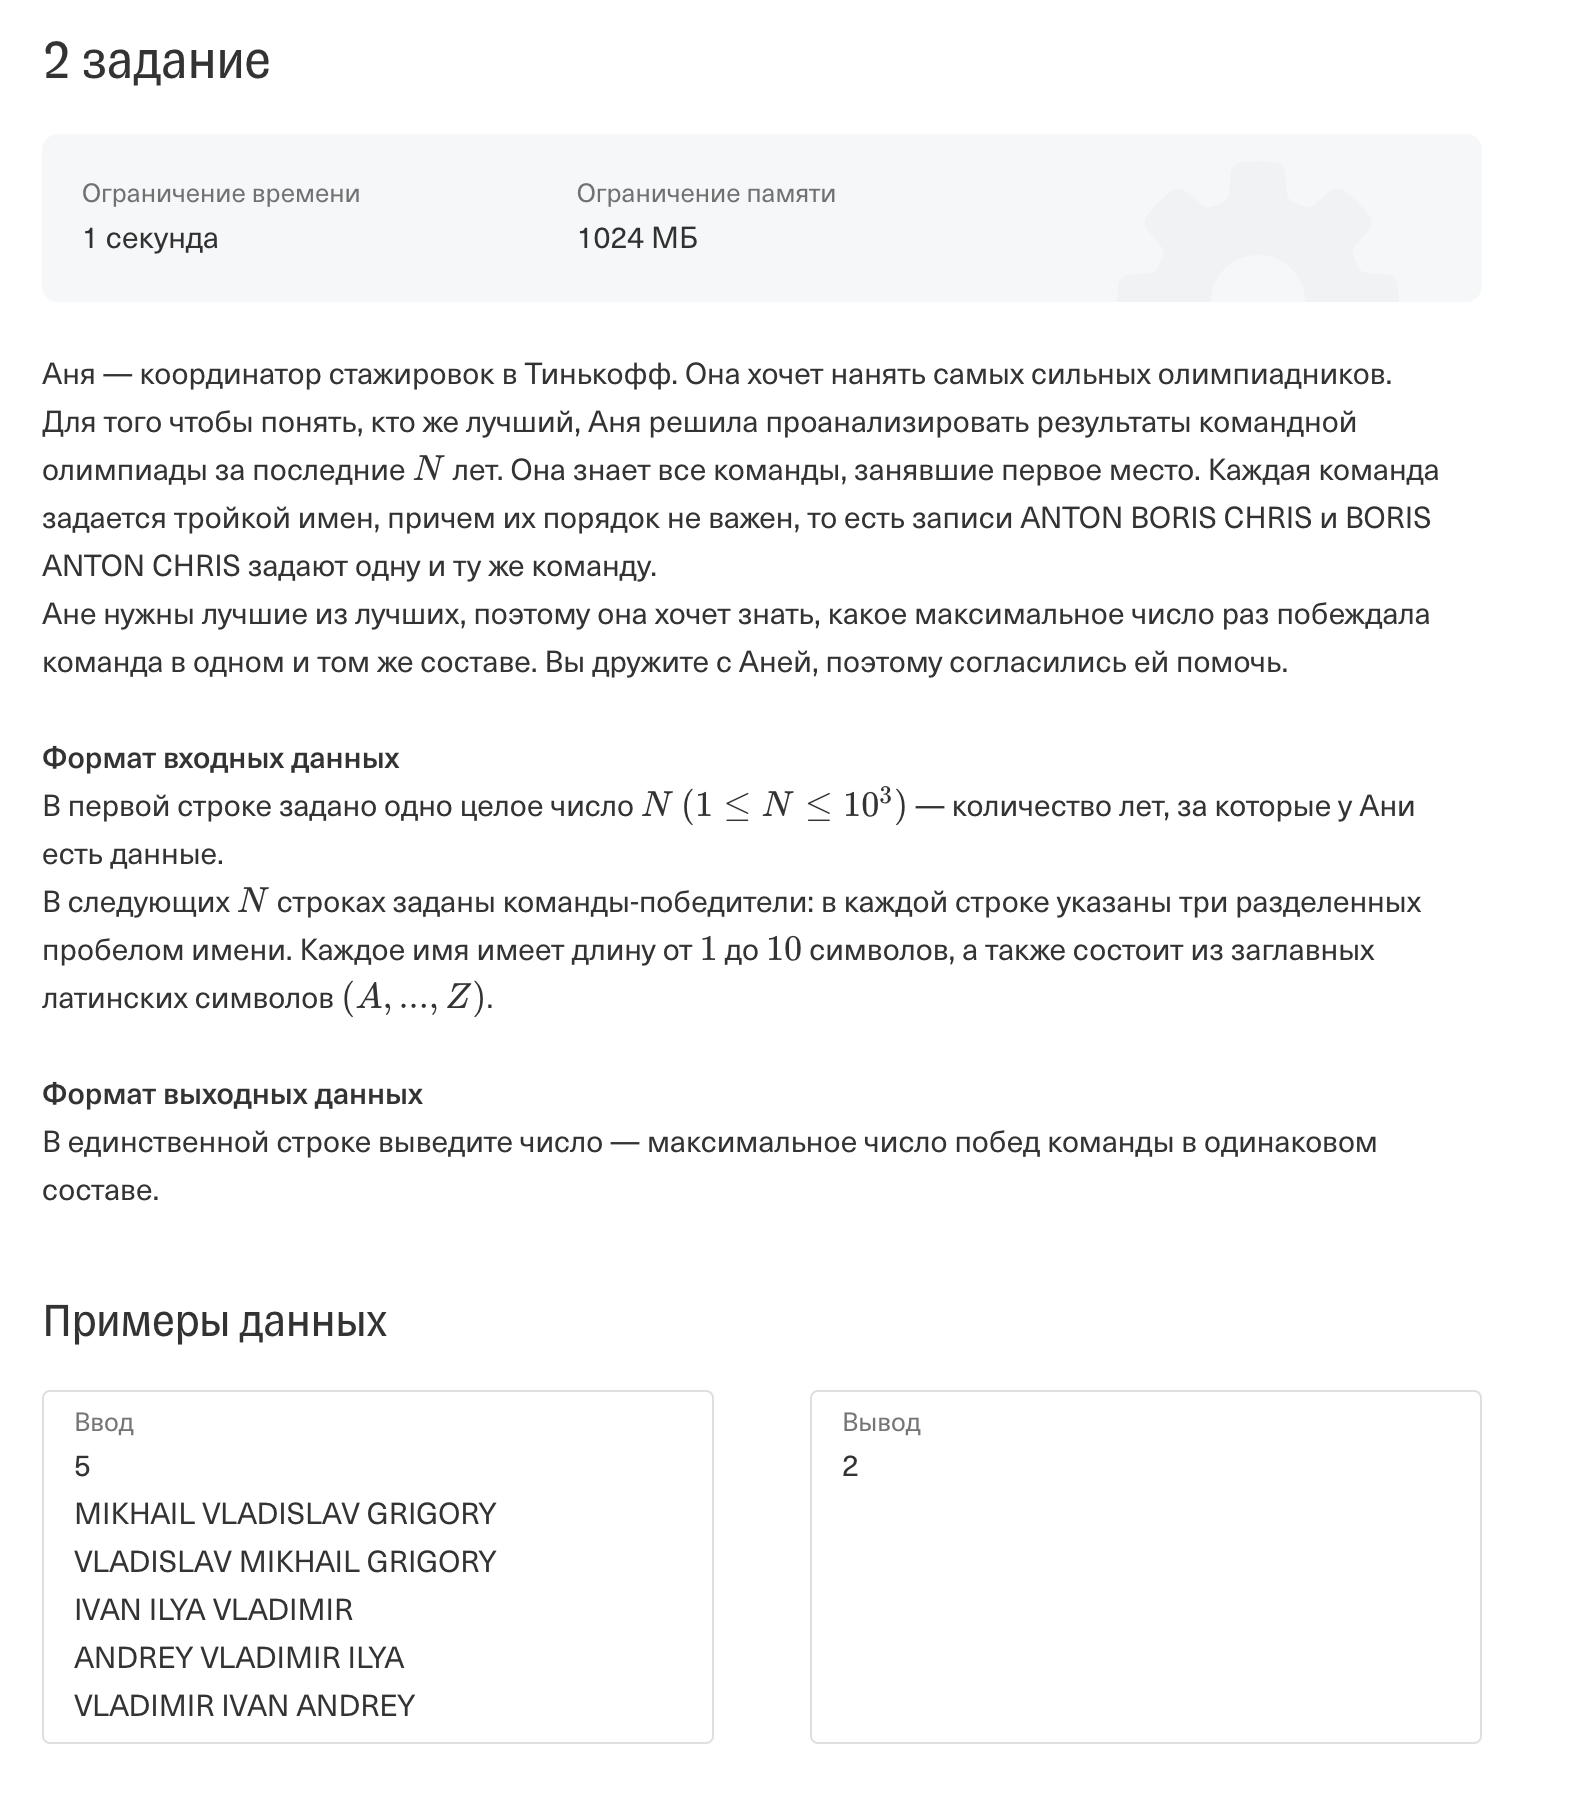 2 задание
Ограничение времени
1 секунда
Ограничение памяти
1024 МБ
Аня — координатор стажировок в Тинькофф. Она хочет нанять самых сильных олимпиадников.
Для того чтобы понять, кто же лучший, Аня решила проанализировать результаты командной
олимпиады за последние N лет. Она знает все команды, занявшие первое место. Каждая команда
задается тройкой имен, причем их порядок не важен, то есть записи ANTON BORIS CHRIS и BORIS
ANTON CHRIS задают одну и ту же команду.
Ане нужны лучшие из лучших, поэтому она хочет знать, какое максимальное число раз побеждала
команда в одном и том же составе. Вы дружите с Аней, поэтому согласились ей помочь.
Формат входных данных
В первой строке задано одно целое число N (1 ≤ N ≤ 10³) — количество лет, за которые у Ани
есть данные.
В следующих N строках заданы команды-победители: в каждой строке указаны три разделенных
пробелом имени. Каждое имя имеет длину от 1 до 10 символов, а также состоит из заглавных
латинских символов (A, ..., Z).
Формат выходных данных
В единственной строке выведите число — максимальное число побед команды в одинаковом
составе.
Примеры данных
Ввод
5
MIKHAIL VLADISLAV GRIGORY
VLADISLAV MIKHAIL GRIGORY
IVAN ILYA VLADIMIR
ANDREY VLADIMIR ILYA
VLADIMIR IVAN ANDREY
Вывод
2